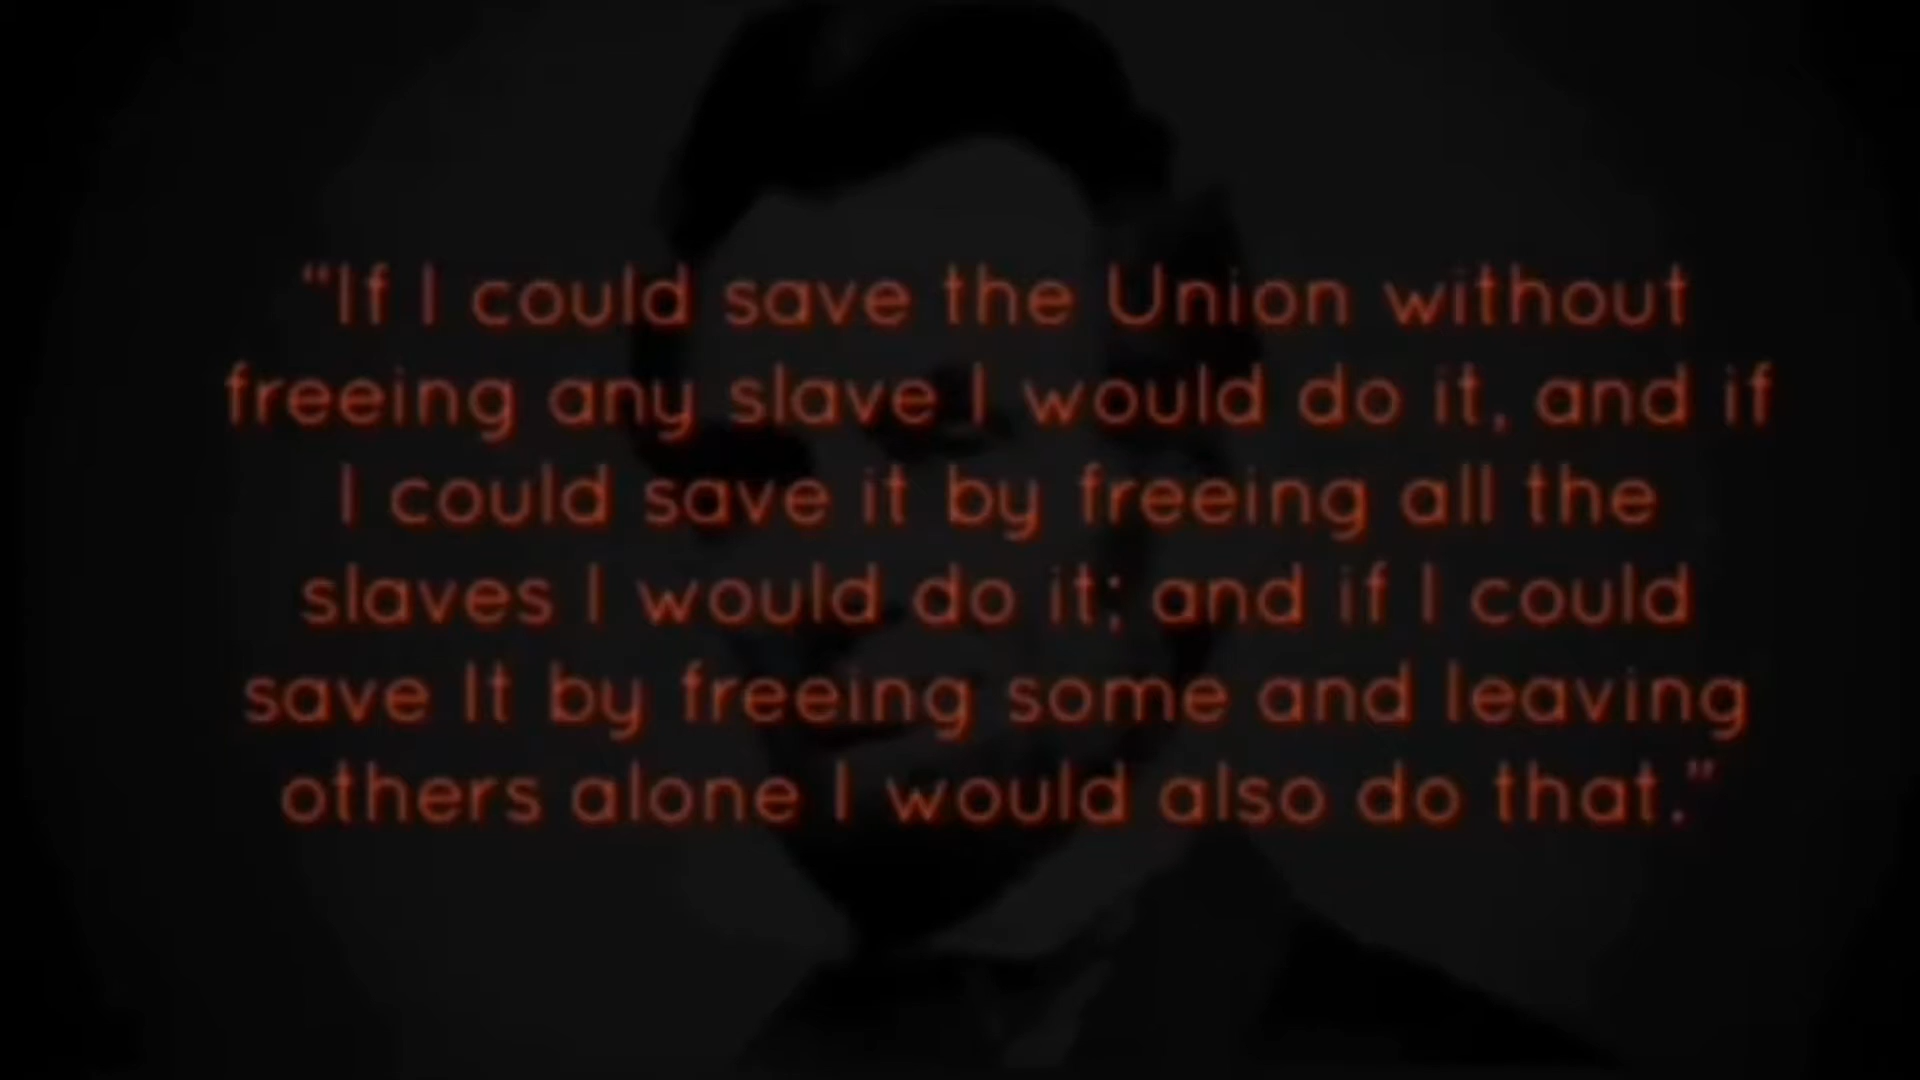 "If I could save the Union without
freeing any slave I would do it, and if
I could save it by freeing all the
slaves I would do it; and if I could
save It by freeing some and leaving
others alone I would also do that."